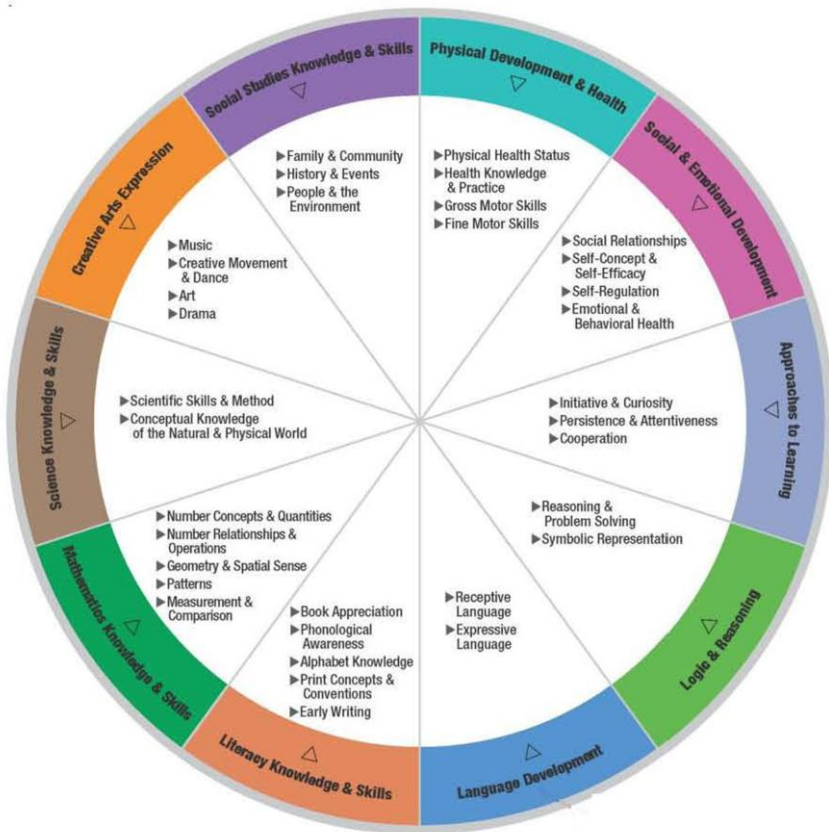 Physical Development & Health
▶Physical Health Status
▶Health Knowledge
& Practice
▶Gross Motor Skills
▶Fine Motor Skills
Social & Emotional Development
▶Social Relationships
▶Self-Concept &
Self-Efficacy
▶Self-Regulation
▶Emotional &
Behavioral Health
Approaches to Learning
▶Initiative & Curiosity
▶Persistence & Attentiveness
▶Cooperation
Logic & Reasoning
▶Reasoning &
Problem Solving
▶Symbolic Representation
Language Development
▶Receptive
Language
▶Expressive
Language
Literacy Knowledge & Skills
▶Book Appreciation
▶Phonological
Awareness
▶Alphabet Knowledge
▶Print Concepts &
Conventions
▶Early Writing
Mathematics Knowledge & Skills
▶Number Concepts & Quantities
▶Number Relationships &
Operations
▶Geometry & Spatial Sense
▶Patterns
▶Measurement &
Comparison
Science Knowledge & Skills
▶Scientific Skills & Method
▶Conceptual Knowledge
of the Natural & Physical World
Creative Arts Expression
▶Music
▶Creative Movement
& Dance
▶Art
▶Drama
Social Studies Knowledge & Skills
▶Family & Community
▶History & Events
▶People & the
Environment